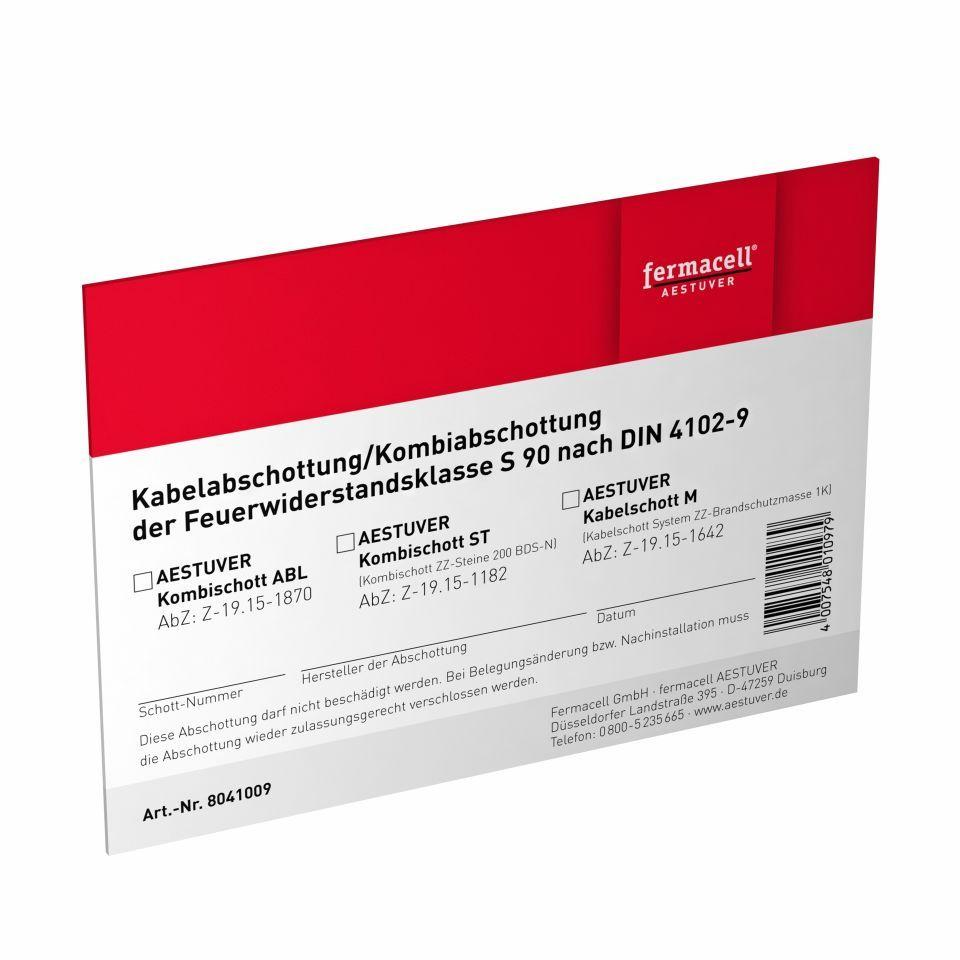 fermacell®
AESTUVER
Kabelabschottung/Kombiabschottung
der Feuerwiderstandsklasse S 90 nach DIN 4102-9
AESTUVER
Kombischott ABL
AbZ: Z-19.15-1870
AESTUVER
Kombischott ST
(Kombischott ZZ-Steine 200 BDS-N)
AbZ: Z-19.15-1182
AESTUVER
Kabelschott M
(Kabelschott System ZZ-Brandschutzmasse 1K)
AbZ: Z-19.15-1642
4 007548 010979
Schott-Nummer
Hersteller der Abschottung
Datum
Diese Abschottung darf nicht beschädigt werden. Bei Belegungsänderung bzw. Nachinstallation muss
die Abschottung wieder zulassungsgerecht verschlossen werden.
Art.-Nr. 8041009
Fermacell GmbH · fermacell AESTUVER
Düsseldorfer Landstraße 395 · D-47259 Duisburg
Telefon: 0800-5235665 · www.aestuver.de